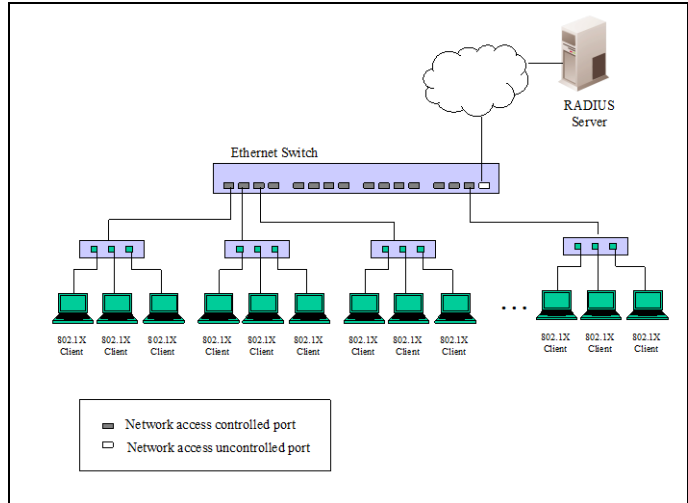 RADIUS
Server
Ethernet Switch
802.1X
Client
802.1X
Client
802.1X
Client
802.1X
Client
802.1X
Client
802.1X
Client
802.1X
Client
802.1X
Client
802.1X
Client
...
802.1X
Client
802.1X
Client
802.1X
Client
Network access controlled port
Network access uncontrolled port